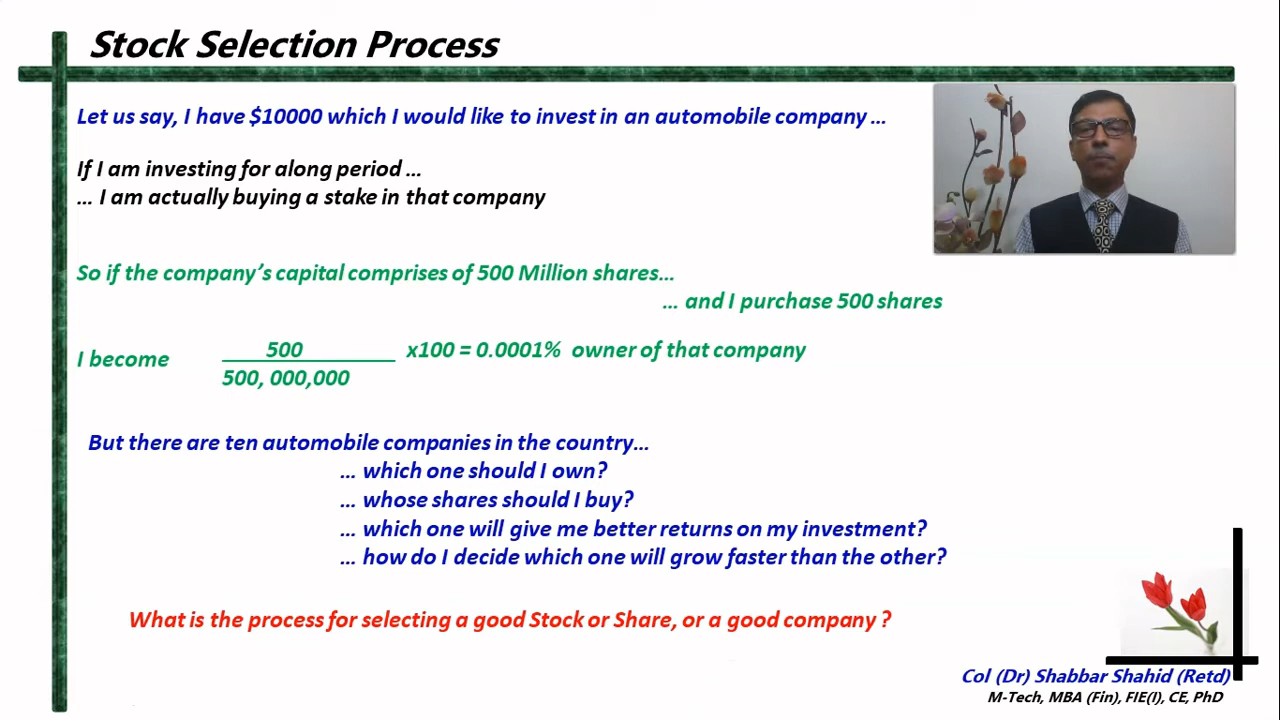 Stock Selection Process
Let us say, I have $10000 which I would like to invest in an automobile company ...
If I am investing for along period ...
... I am actually buying a stake in that company
So if the company's capital comprises of 500 Million shares...
... and I purchase 500 shares
I become 500 x100 = 0.0001% owner of that company
500, 000,000
But there are ten automobile companies in the country...
... which one should I own?
... whose shares should I buy?
... which one will give me better returns on my investment?
... how do I decide which one will grow faster than the other?
What is the process for selecting a good Stock or Share, or a good company ?
Col (Dr) Shabbar Shahid (Retd)
M-Tech, MBA (Fin), FIE(I), CE, PhD